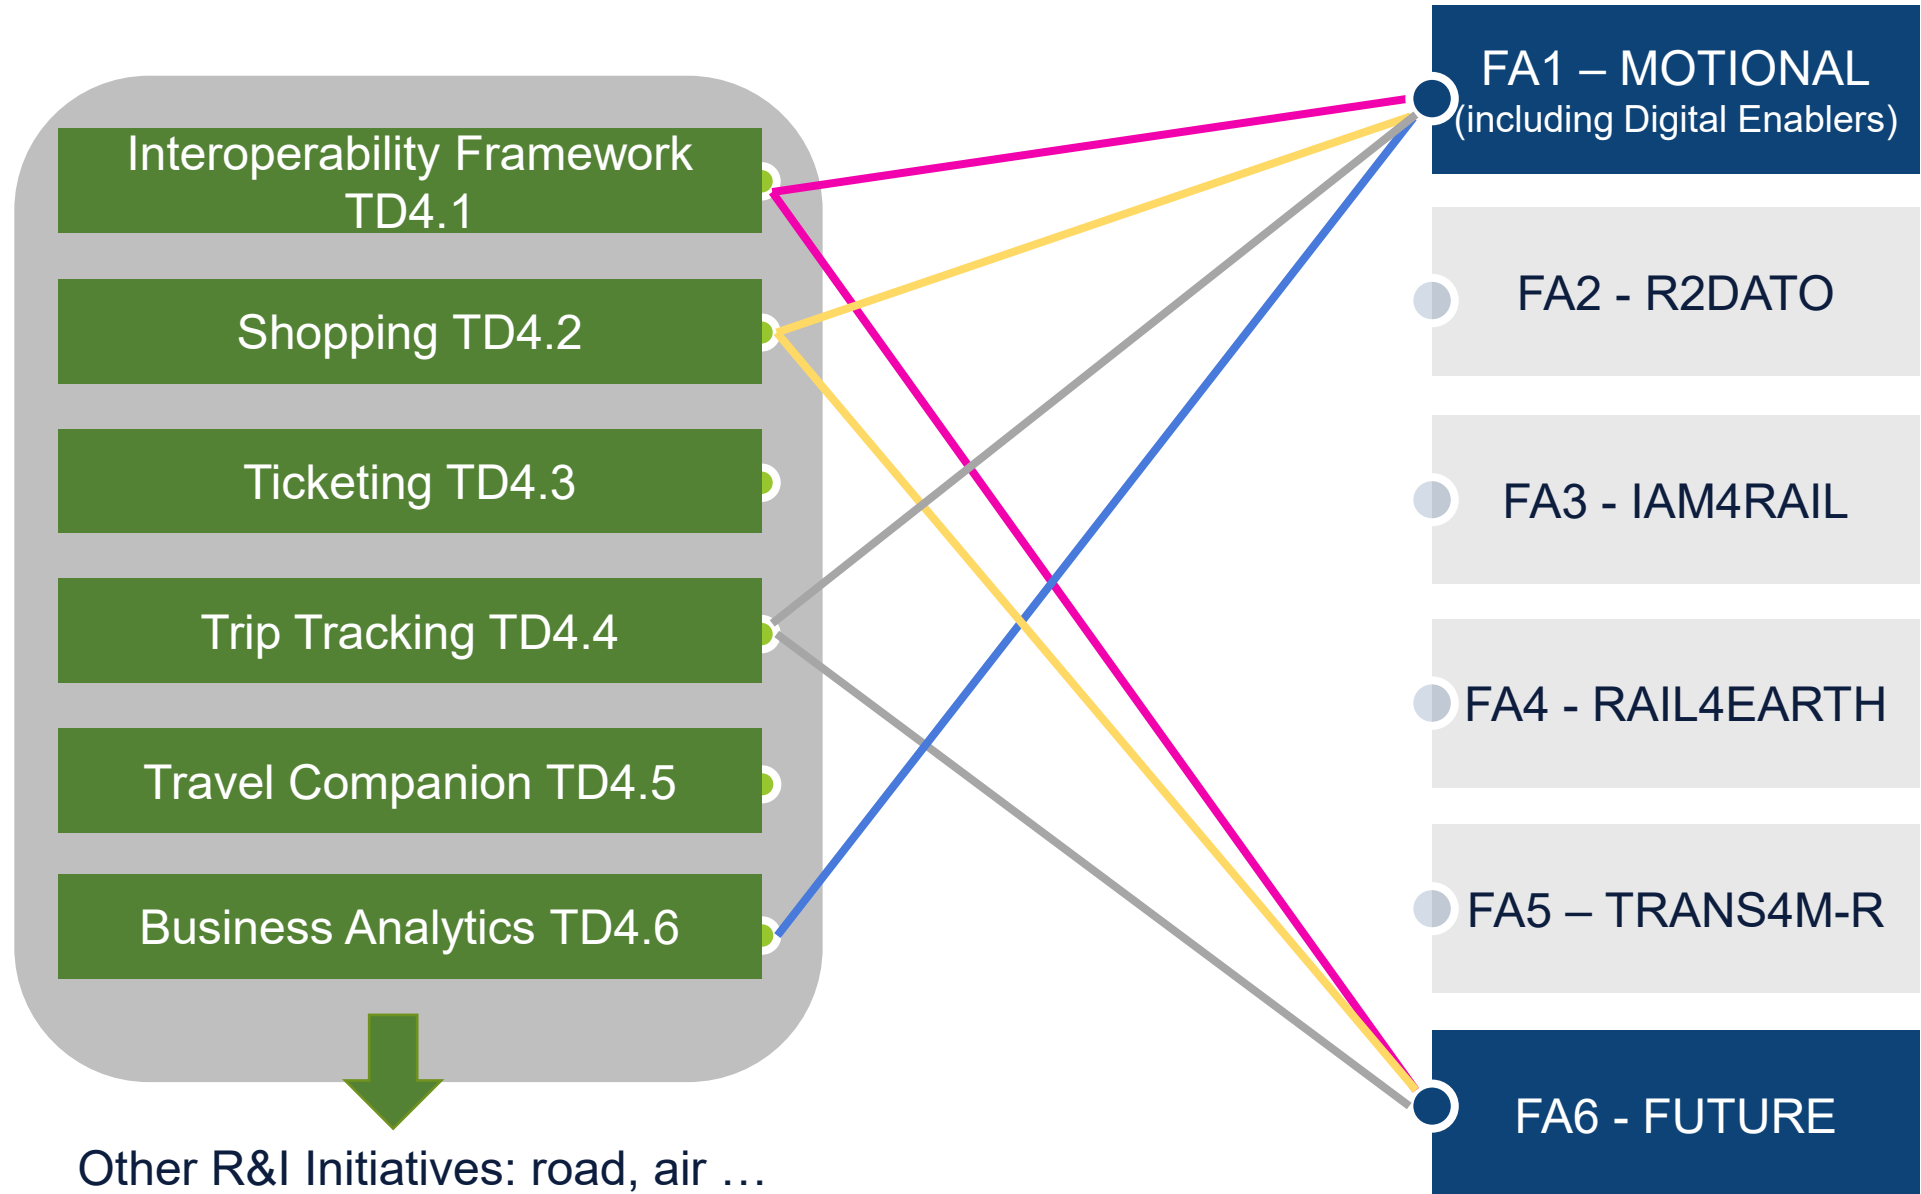 Interoperability Framework
TD4.1
Shopping TD4.2
Ticketing TD4.3
Trip Tracking TD4.4
Travel Companion TD4.5
Business Analytics TD4.6
Other R&I Initiatives: road, air …
FA1 – MOTIONAL
(including Digital Enablers)
FA2 - R2DATO
FA3 - IAM4RAIL
FA4 - RAIL4EARTH
FA5 – TRANS4M-R
FA6 - FUTURE